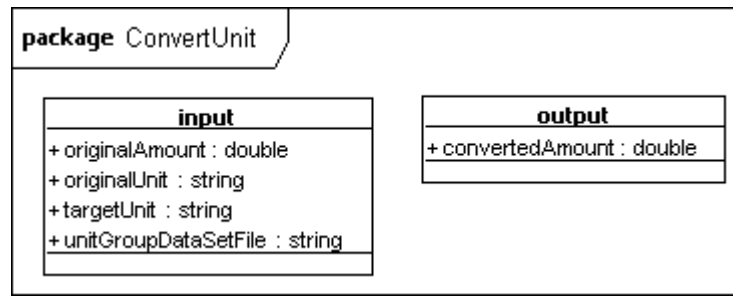 package ConvertUnit
input
+ originalAmount : double
+ originalUnit : string
+ targetUnit : string
+ unitGroupDataSetFile : string
output
+ convertedAmount : double